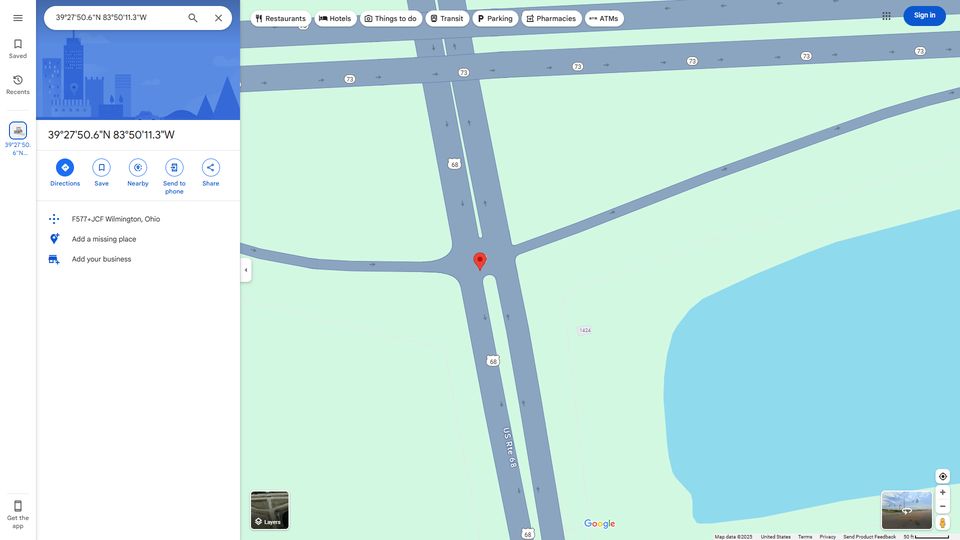 39°27'50.6"N 83°50'11.3"W
Restaurants
Hotels
Things to do
Transit
Parking
Pharmacies
ATMs
Sign in
Saved
Recents
39°27'50.
6"N...
39°27'50.6"N 83°50'11.3"W
Directions
Save
Nearby
Send to
phone
Share
F577+JCF Wilmington, Ohio
Add a missing place
Add your business
73
73
73
73
73
73
68
1424
68
US Rte 68
68
Get the
app
Layers
Google
Map data ©2025
United States
Terms
Privacy
Send Product Feedback
50 ft